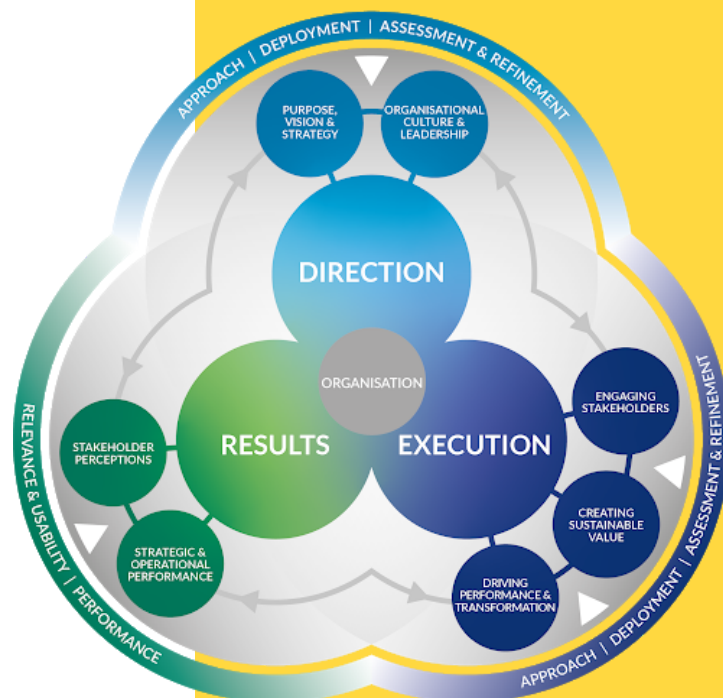 APPROACH | DEPLOYMENT | ASSESSMENT & REFINEMENT
PURPOSE,
VISION &
STRATEGY
ORGANISATIONAL
CULTURE &
LEADERSHIP
DIRECTION
ORGANISATION
RESULTS
EXECUTION
STAKEHOLDER
PERCEPTIONS
STRATEGIC &
OPERATIONAL
PERFORMANCE
ENGAGING
STAKEHOLDERS
CREATING
SUSTAINABLE
VALUE
DRIVING
PERFORMANCE &
TRANSFORMATION
RELEVANCE & USABILITY | PERFORMANCE
APPROACH | DEPLOYMENT | ASSESSMENT & REFINEMENT